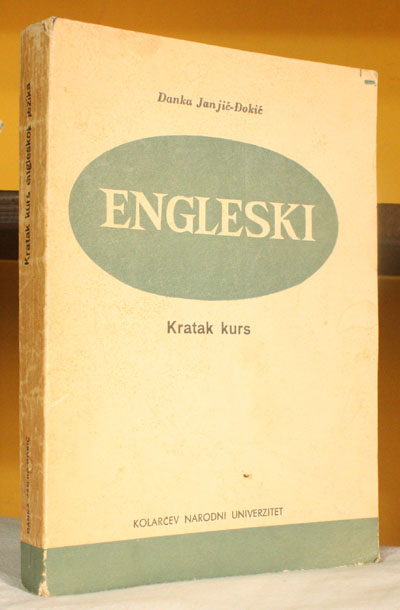 Danka Janjić-Đokić
ENGLESKI
Kratak kurs
KOLARČEV NARODNI UNIVERZITET
Kratak kurs engleskog jezika